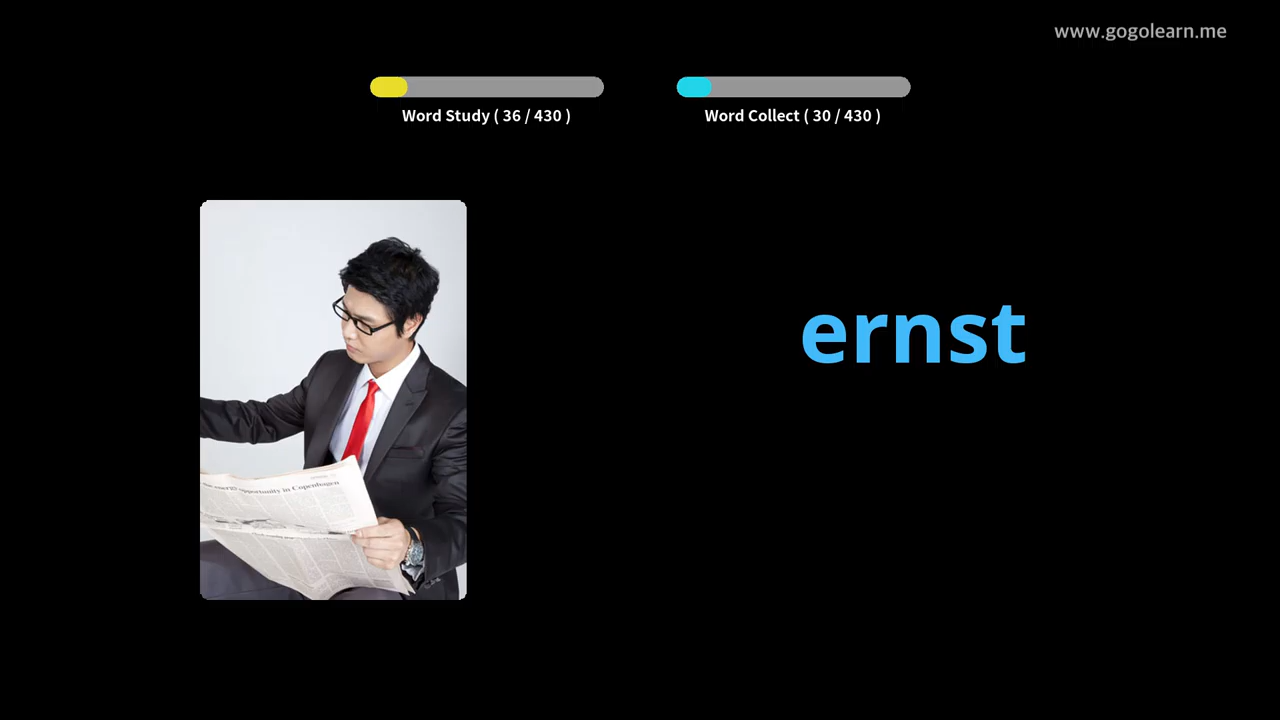 www.gogolearn.me
Word Study ( 36 / 430 )
Word Collect ( 30 / 430 )
ernst
opportunity in Copenhagen